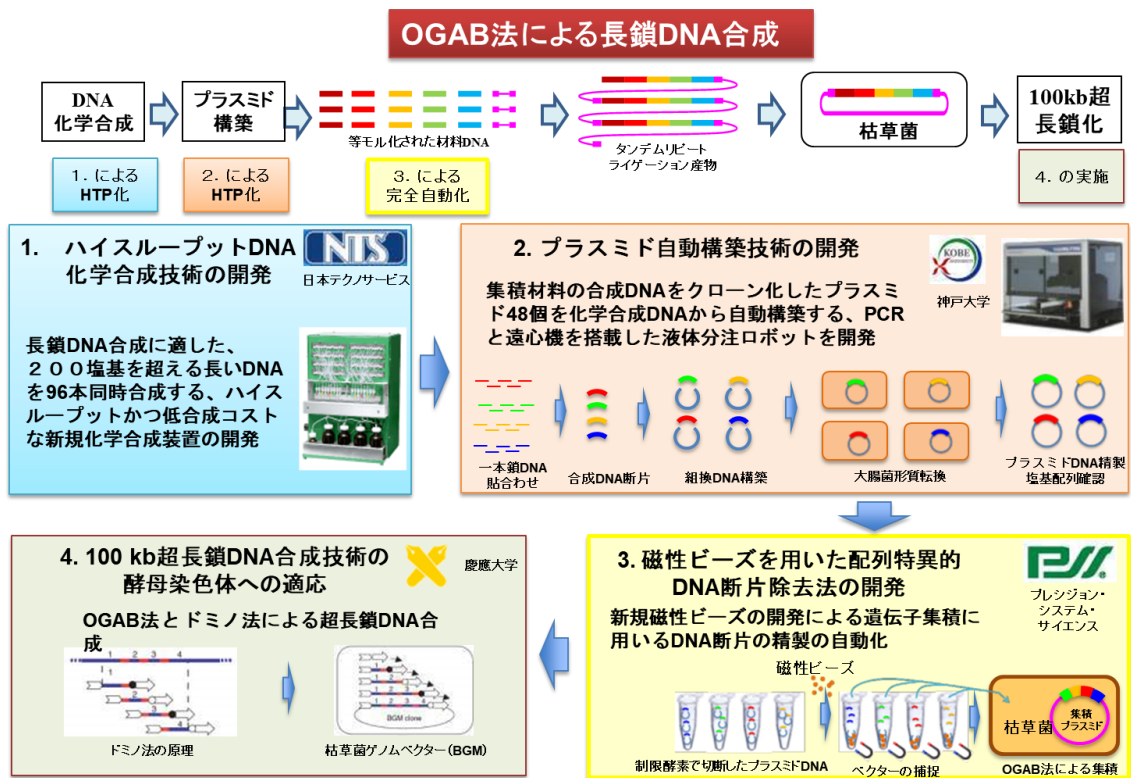 OGAB法による長鎖DNA合成
DNA
化学合成
プラスミド
構築
等モル化された材料DNA
タンデムリピート
ライゲーション産物
枯草菌
100kb超
長鎖化
1. による
HTP化
2. による
HTP化
3. による
完全自動化
4. の実施
1. ハイスループットDNA
化学合成技術の開発
NTS
日本テクノサービス
長鎖DNA合成に適した、
２００塩基を超える長いDNA
を96本同時合成する、ハイス
ループットかつ低合成コスト
な新規化学合成装置の開発
2. プラスミド自動構築技術の開発
KOBE
神戸大学
集積材料の合成DNAをクローン化したプラスミ
ド48個を化学合成DNAから自動構築する、PCR
と遠心機を搭載した液体分注ロボットを開発
一本鎖DNA
貼合わせ
合成DNA断片
組換DNA構築
大腸菌形質転換
プラスミドDNA精製
塩基配列確認
4. 100 kb超長鎖DNA合成技術の
酵母染色体への適応
慶應大学
OGAB法とドミノ法による超長鎖DNA合
成
1 2 3 4
1
2
3
4
ドミノ法の原理
1 2 3 4
BGM clone
枯草菌ゲノムベクター(BGM)
3. 磁性ビーズを用いた配列特異的
DNA断片除去法の開発
PSS
プレシジョン・
システム・
サイエンス
新規磁性ビーズの開発による遺伝子集積に
用いるDNA断片の精製の自動化
磁性ビーズ
制限酵素で切断したプラスミドDNA
ベクターの捕捉
枯草菌
集積
プラスミド
OGAB法による集積